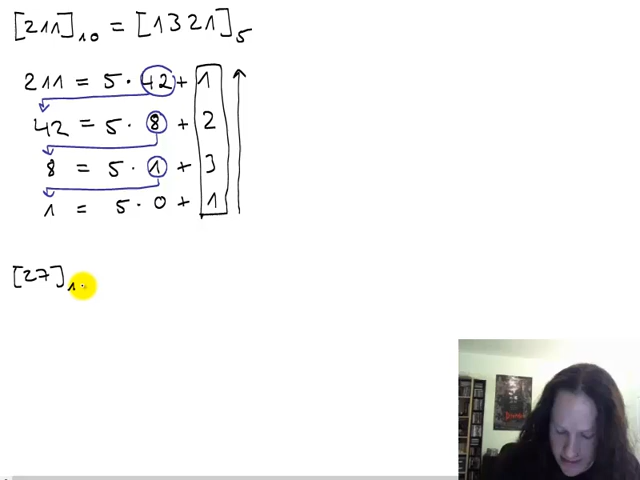 [211]₁₀ = [1321]₅
211 = 5 · 42 + 1
42 = 5 · 8 + 2
8 = 5 · 1 + 3
1 = 5 · 0 + 1
[27]₁